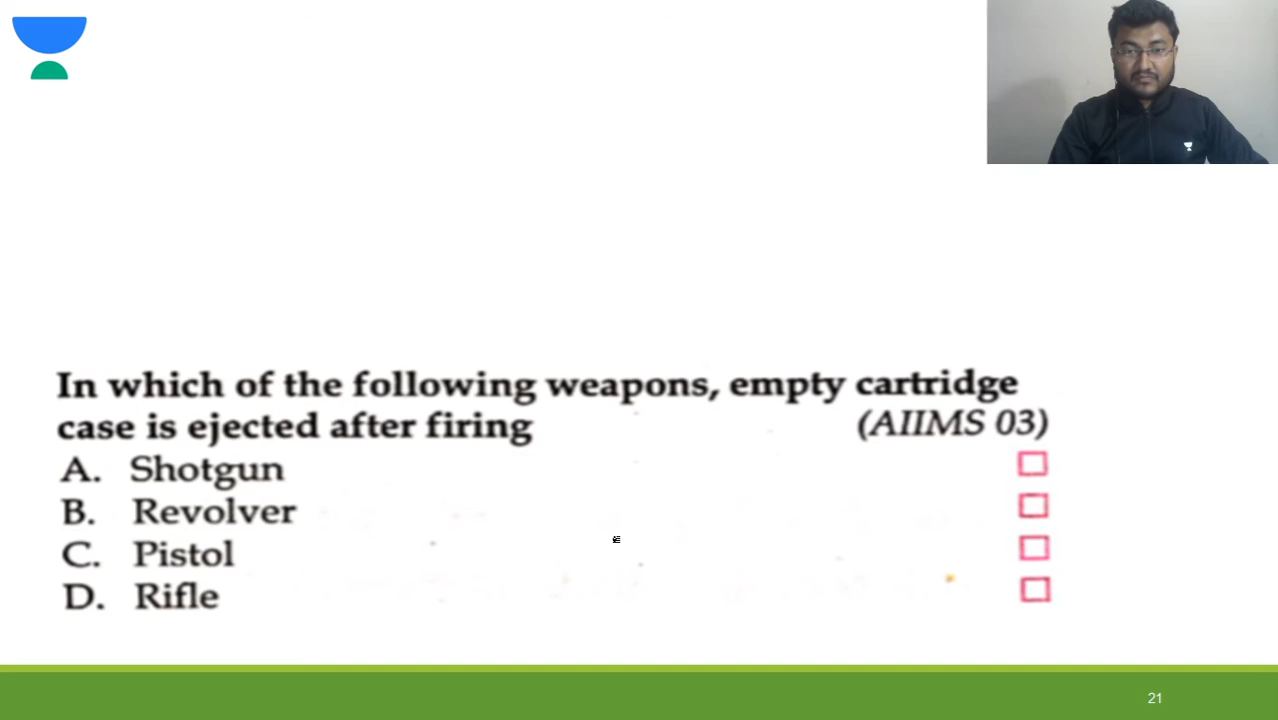 In which of the following weapons, empty cartridge
case is ejected after firing (AIIMS 03)
A. Shotgun
B. Revolver
C. Pistol
D. Rifle
21